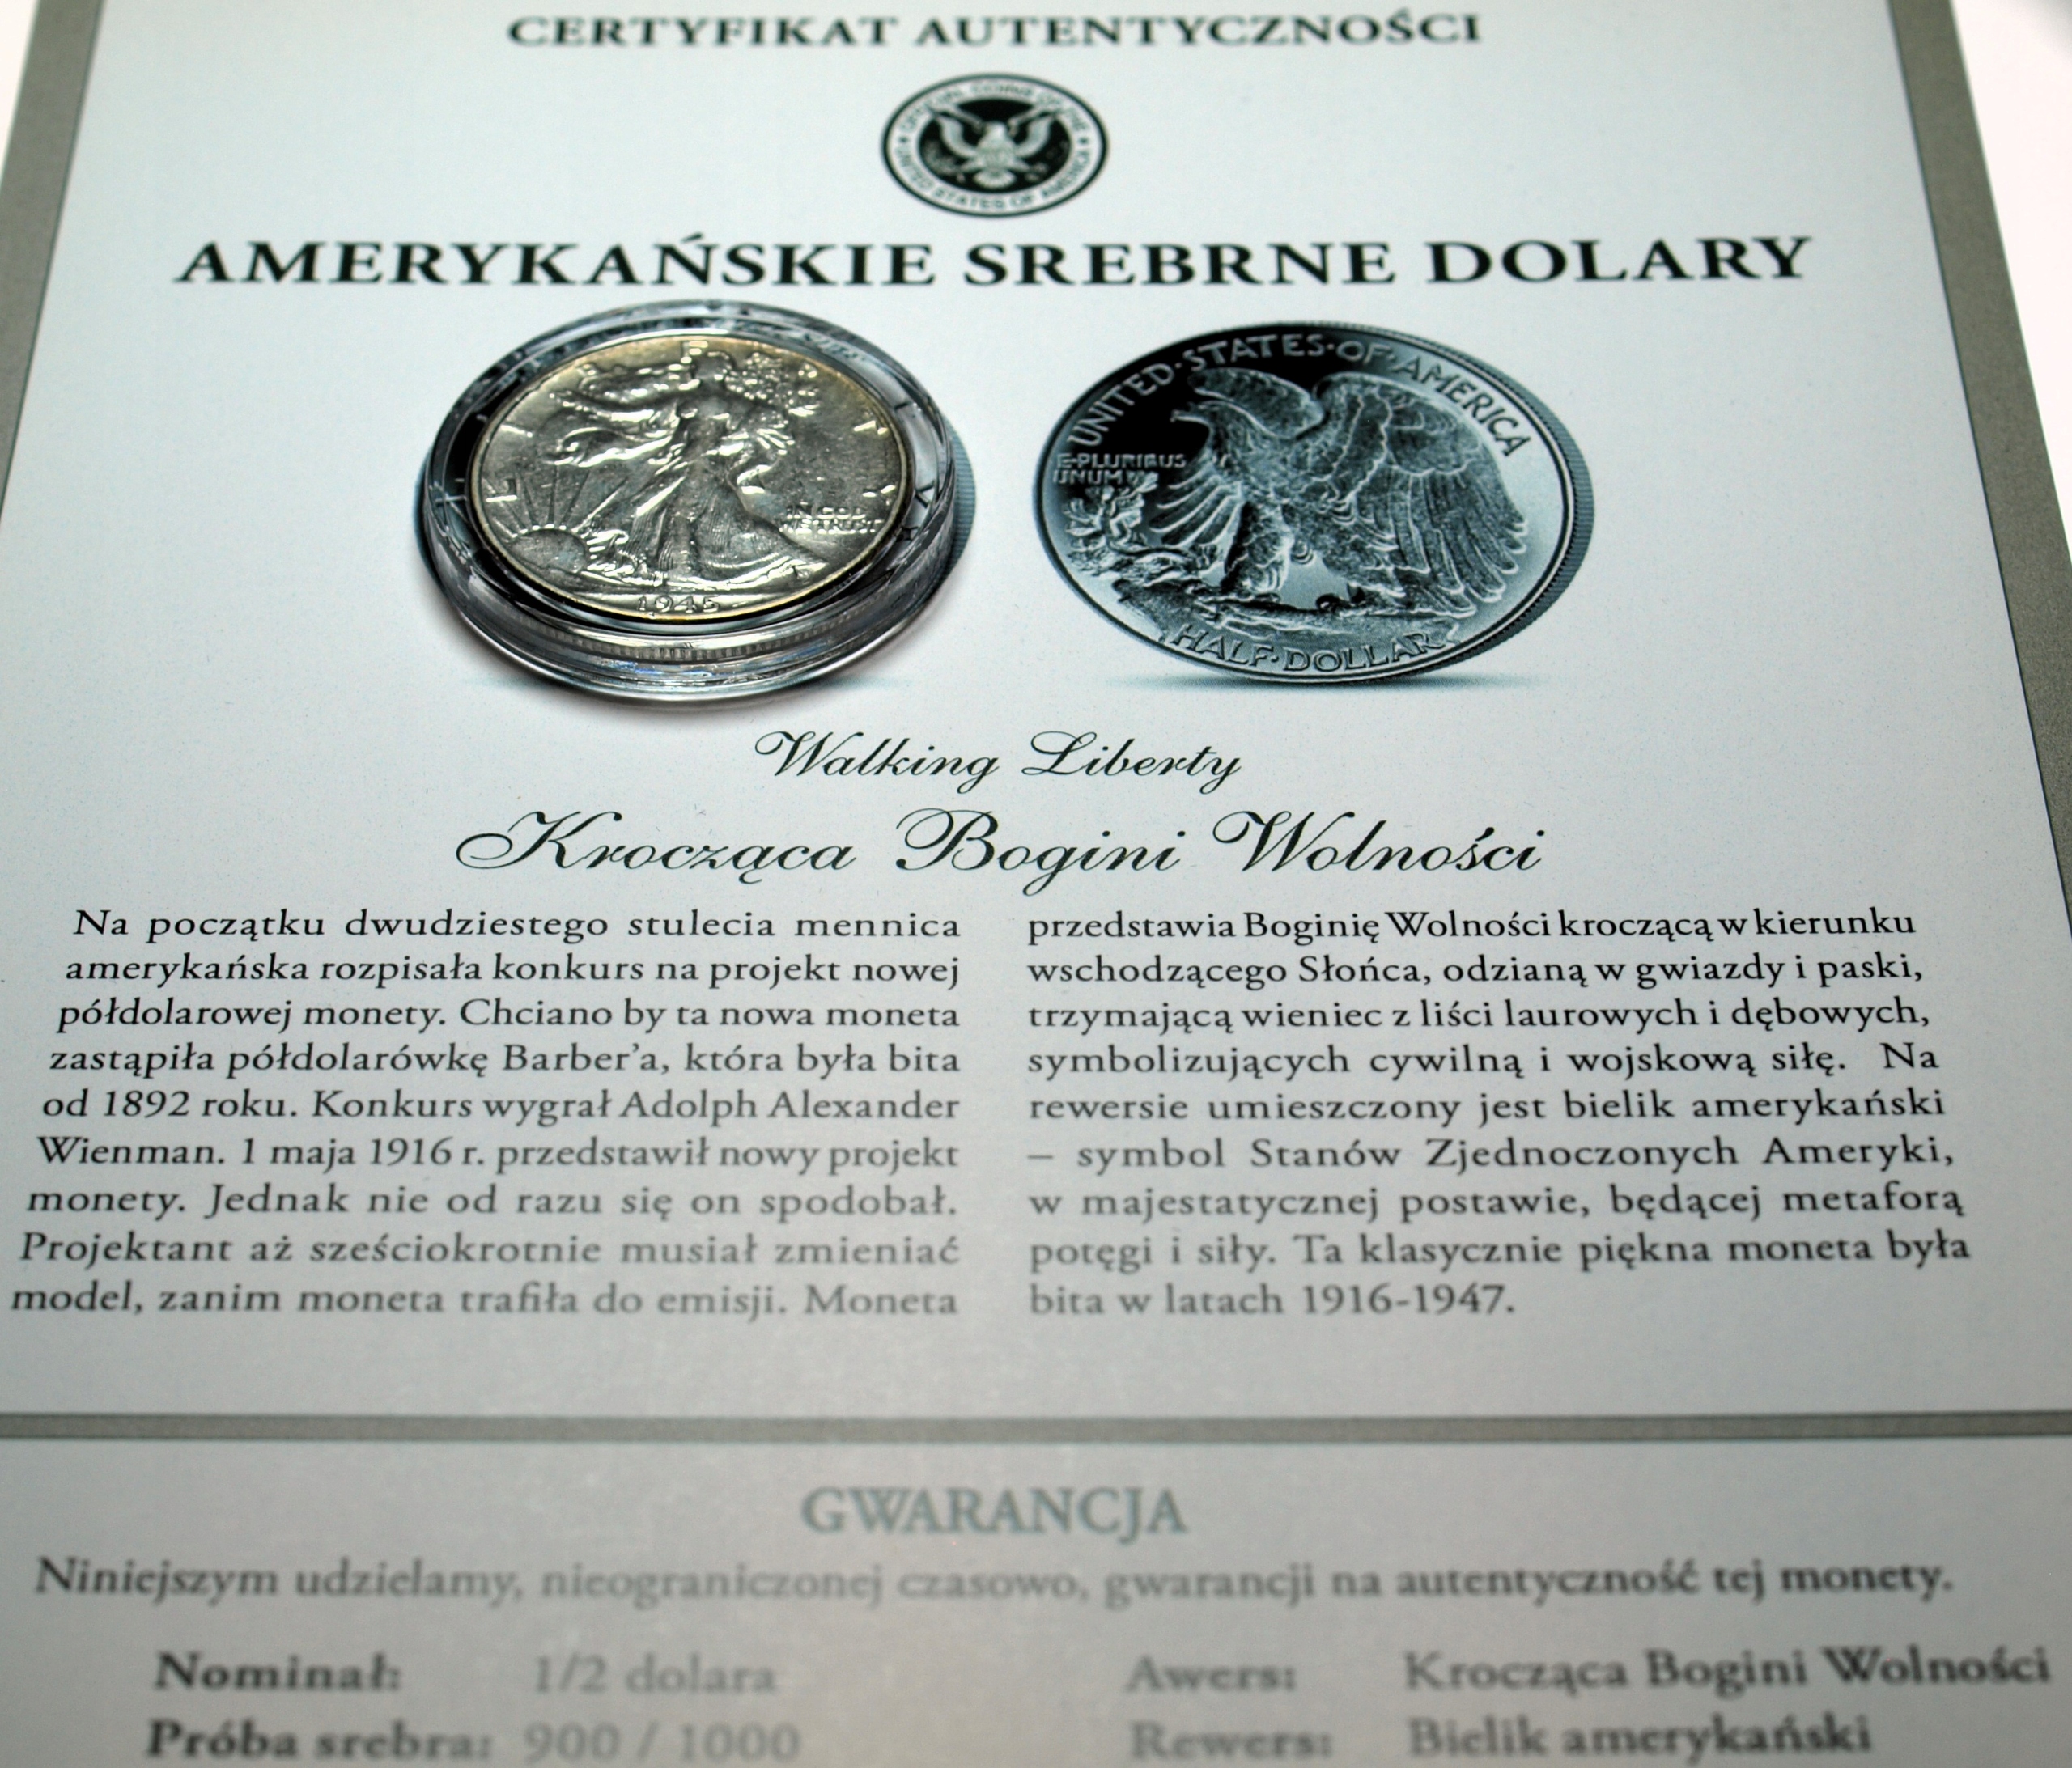 CERTYFIKAT AUTENTYCZNOŚCI
UNITED STATES OF AMERICA
AMERYKAŃSKIE SREBRNE DOLARY
IN GOD
WE TRUST
1945
UNITED·STATES·OF·AMERICA
E·PLURIBUS
UNUM
HALF·DOLLAR
Walking Liberty
Krocząca Bogini Wolności
Na początku dwudziestego stulecia mennica
amerykańska rozpisała konkurs na projekt nowej
półdolarowej monety. Chciano by ta nowa moneta
zastąpiła półdolarówkę Barber’a, która była bita
od 1892 roku. Konkurs wygrał Adolph Alexander
Wienman. 1 maja 1916 r. przedstawił nowy projekt
monety. Jednak nie od razu się on spodobał.
Projektant aż sześciokrotnie musiał zmieniać
model, zanim moneta trafiła do emisji. Moneta
przedstawia Boginię Wolności kroczącą w kierunku
wschodzącego Słońca, odzianą w gwiazdy i paski,
trzymającą wieniec z liści laurowych i dębowych,
symbolizujących cywilną i wojskową siłę. Na
rewersie umieszczony jest bielik amerykański
– symbol Stanów Zjednoczonych Ameryki,
w majestatycznej postawie, będącej metaforą
potęgi i siły. Ta klasycznie piękna moneta była
bita w latach 1916-1947.
GWARANCJA
Niniejszym udzielamy, nieograniczonej czasowo, gwarancji na autentyczność tej monety.
Nominał: 1/2 dolara
Próba srebra: 900 / 1000
Awers: Krocząca Bogini Wolności
Rewers: Bielik amerykański